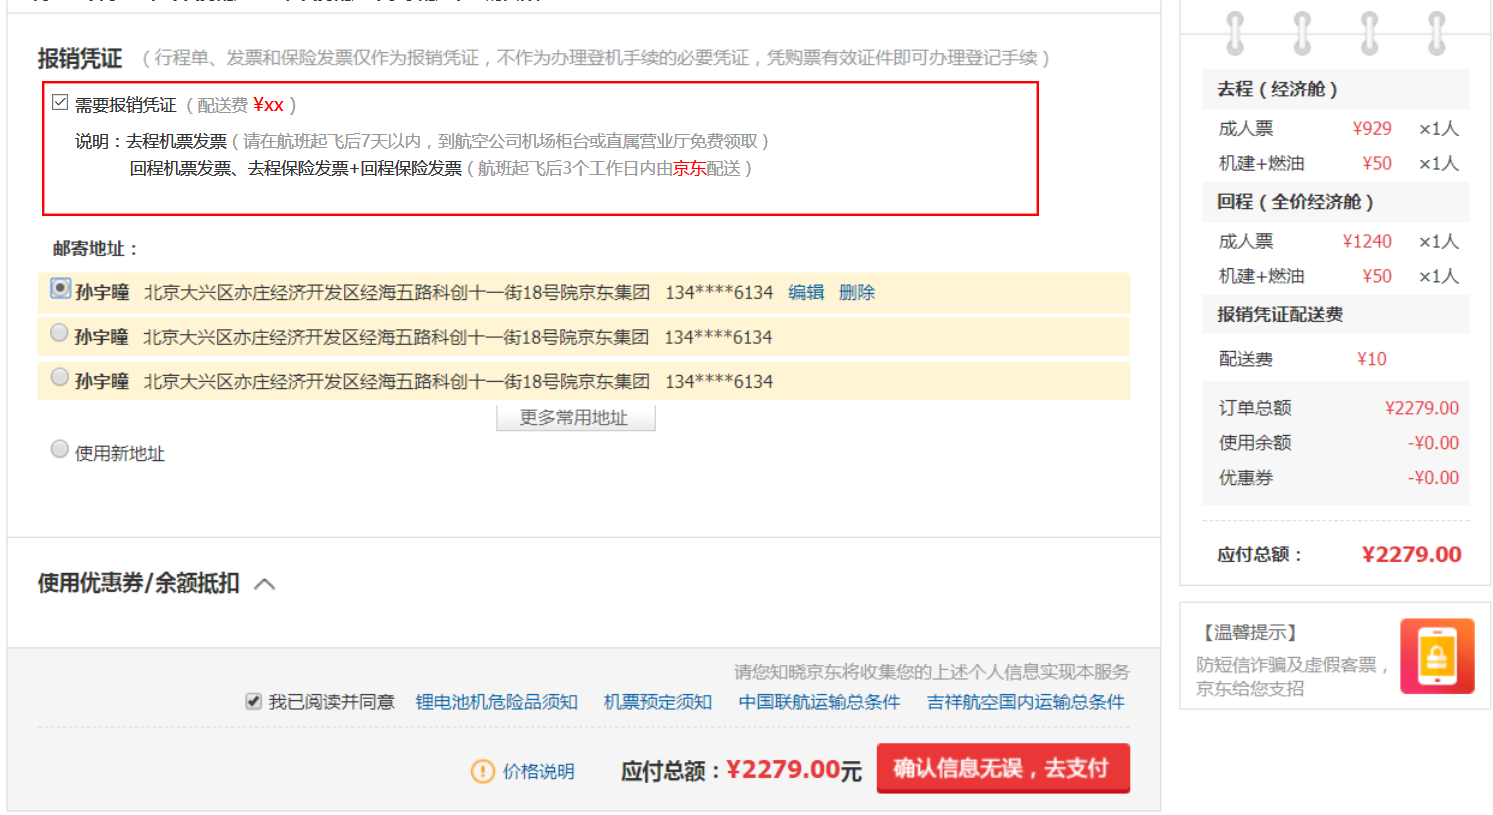 报销凭证 （行程单、发票和保险发票仅作为报销凭证，不作为办理登机手续的必要凭证，凭购票有效证件即可办理登记手续）
需要报销凭证（配送费 ¥xx ）
说明：去程机票发票（请在航班起飞后7天以内，到航空公司机场柜台或直属营业厅免费领取）
回程机票发票、去程保险发票+回程保险发票（航班起飞后3个工作日内由京东配送）
邮寄地址：
孙宇曈 北京大兴区亦庄经济开发区经海五路科创十一街18号院京东集团 134****6134 编辑 删除
孙宇曈 北京大兴区亦庄经济开发区经海五路科创十一街18号院京东集团 134****6134
孙宇曈 北京大兴区亦庄经济开发区经海五路科创十一街18号院京东集团 134****6134
更多常用地址
使用新地址
使用优惠券/余额抵扣
请您知晓京东将收集您的上述个人信息实现本服务
我已阅读并同意 锂电池机危险品须知 机票预定须知 中国联航运输总条件 吉祥航空国内运输总条件
价格说明 应付总额：¥2279.00元 确认信息无误，去支付
去程（经济舱）
成人票 ¥929 ×1人
机建+燃油 ¥50 ×1人
回程（全价经济舱）
成人票 ¥1240 ×1人
机建+燃油 ¥50 ×1人
报销凭证配送费
配送费 ¥10
订单总额 ¥2279.00
使用余额 -¥0.00
优惠券 -¥0.00
应付总额： ¥2279.00
【温馨提示】
防短信诈骗及虚假客票，
京东给您支招